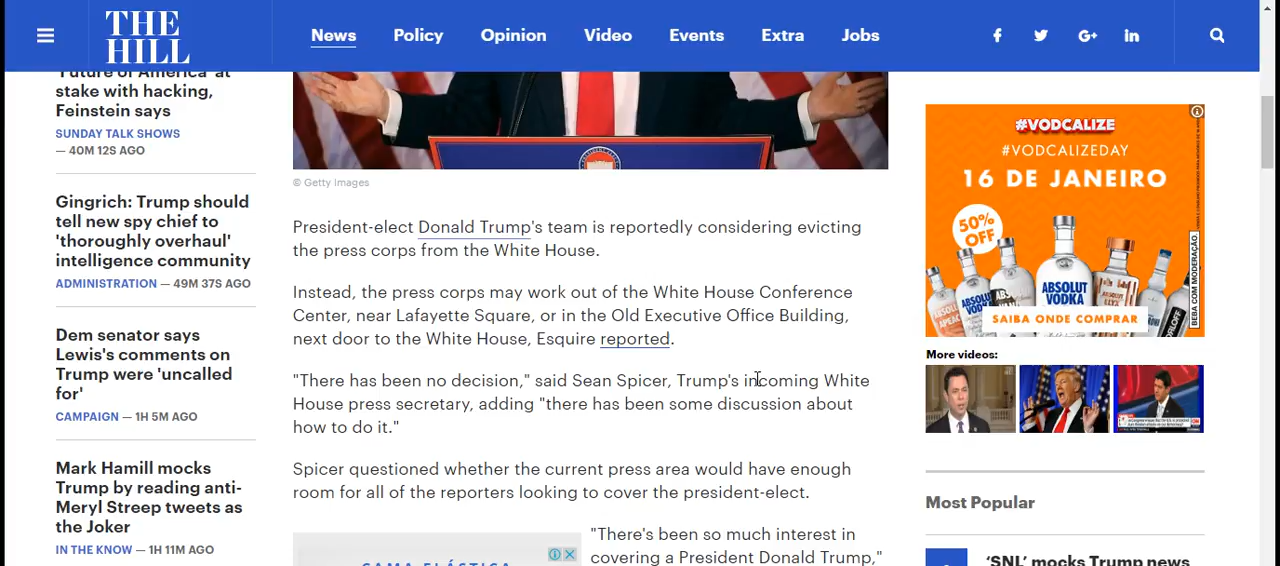 THE
HILL
News
Policy
Opinion
Video
Events
Extra
Jobs
'Future of America' at
stake with hacking,
Feinstein says
SUNDAY TALK SHOWS
— 40M 12S AGO
Gingrich: Trump should
tell new spy chief to
'thoroughly overhaul'
intelligence community
ADMINISTRATION — 49M 37S AGO
Dem senator says
Lewis's comments on
Trump were 'uncalled
for'
CAMPAIGN — 1H 5M AGO
Mark Hamill mocks
Trump by reading anti-
Meryl Streep tweets as
the Joker
IN THE KNOW — 1H 11M AGO
© Getty Images
President-elect Donald Trump's team is reportedly considering evicting
the press corps from the White House.
Instead, the press corps may work out of the White House Conference
Center, near Lafayette Square, or in the Old Executive Office Building,
next door to the White House, Esquire reported.
"There has been no decision," said Sean Spicer, Trump's incoming White
House press secretary, adding "there has been some discussion about
how to do it."
Spicer questioned whether the current press area would have enough
room for all of the reporters looking to cover the president-elect.
"There's been so much interest in
covering a President Donald Trump,"
CAMA ELÁSTICA
#VODCALIZE
#VODCALIZEDAY
16 DE JANEIRO
50%
OFF
ABSOLUT
VODKA
SAIBA ONDE COMPRAR
BEBA COM MODERAÇÃO.
More videos:
Most Popular
'SNL' mocks Trump news